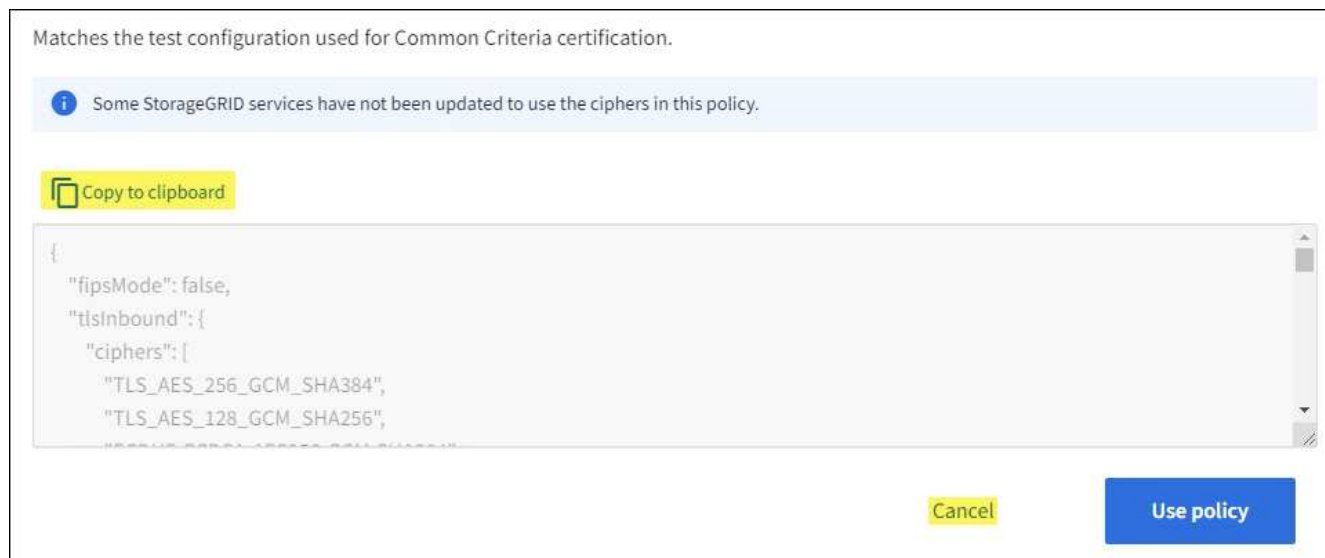 Matches the test configuration used for Common Criteria certification.
Some StorageGRID services have not been updated to use the ciphers in this policy.
Copy to clipboard
{
"fipsMode": false,
"tlsInbound": {
"ciphers": [
"TLS_AES_256_GCM_SHA384",
"TLS_AES_128_GCM_SHA256",
Cancel
Use policy